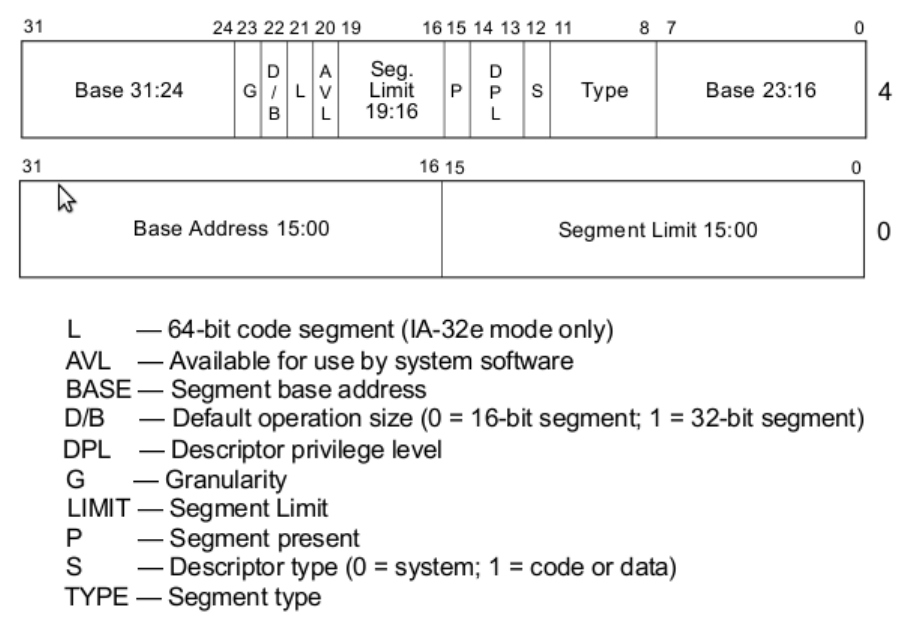 31 24 23 22 21 20 19 16 15 14 13 12 11 8 7 0
Base 31:24 G D/B L AVL Seg. Limit 19:16 P DPL S Type Base 23:16 4
31 16 15 0
Base Address 15:00 Segment Limit 15:00 0
L — 64-bit code segment (IA-32e mode only)
AVL — Available for use by system software
BASE — Segment base address
D/B — Default operation size (0 = 16-bit segment; 1 = 32-bit segment)
DPL — Descriptor privilege level
G — Granularity
LIMIT — Segment Limit
P — Segment present
S — Descriptor type (0 = system; 1 = code or data)
TYPE — Segment type